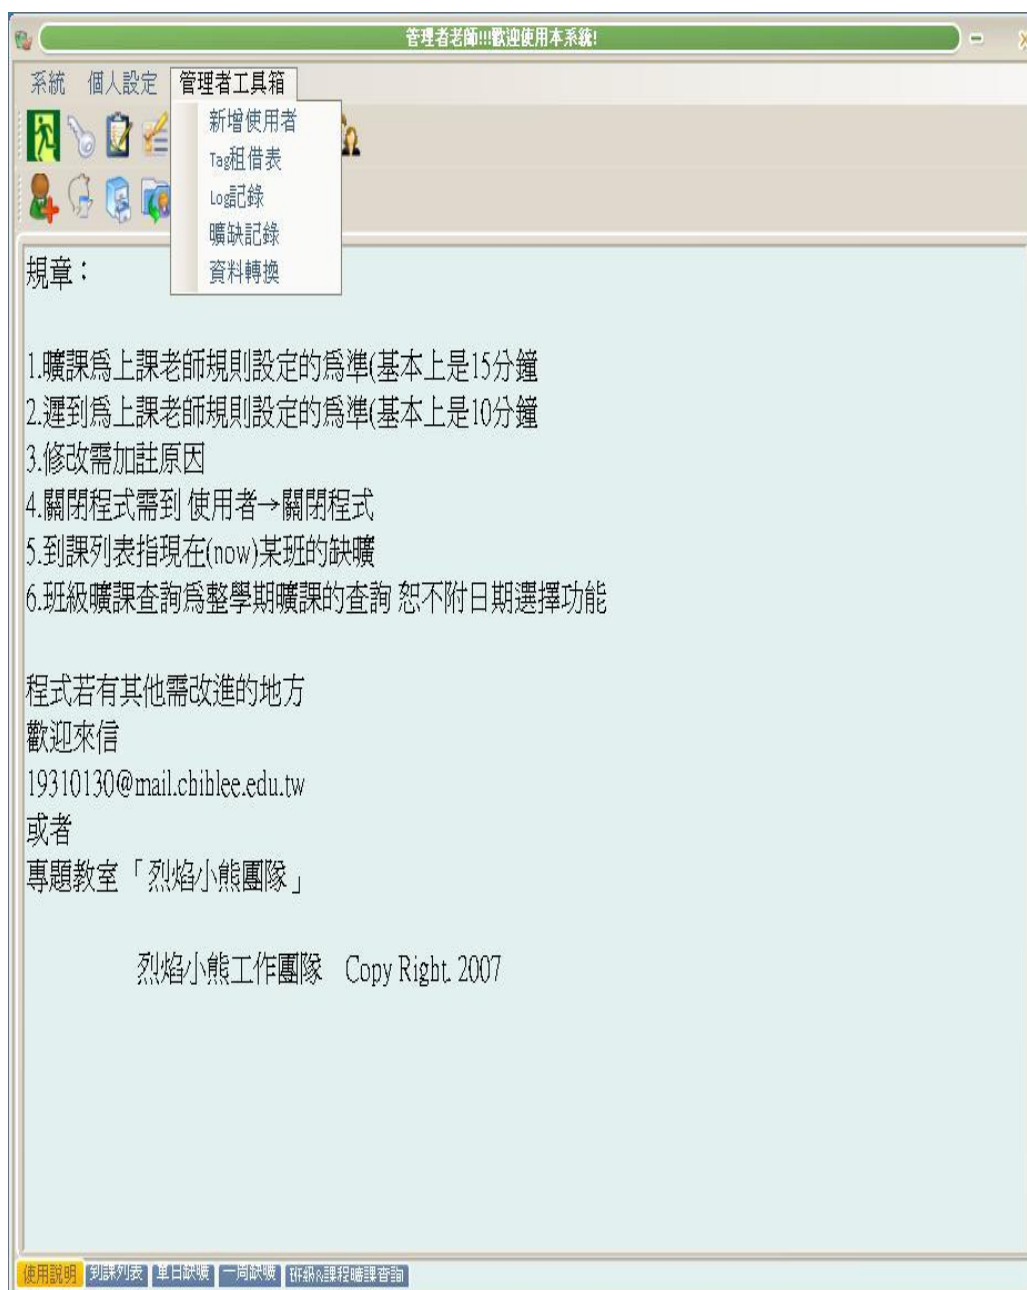 管理者老師!!!歡迎使用本系統!
系統 個人設定 管理者工具箱
新增使用者
Tag租借表
Log記錄
曠缺記錄
資料轉換
規章：
1.曠課爲上課老師規則設定的爲準(基本上是15分鐘
2.遲到爲上課老師規則設定的爲準(基本上是10分鐘
3.修改需加註原因
4.關閉程式需到 使用者→關閉程式
5.到課列表指現在(now)某班的缺曠
6.班級曠課查詢爲整學期曠課的查詢 恕不附日期選擇功能
程式若有其他需改進的地方
歡迎來信
19310130@mail.chihlee.edu.tw
或者
專題教室「烈焰小熊團隊」
烈焰小熊工作團隊 Copy Right. 2007
使用說明 到課列表 單日缺曠 一周缺曠 班級&課程曠課查詢